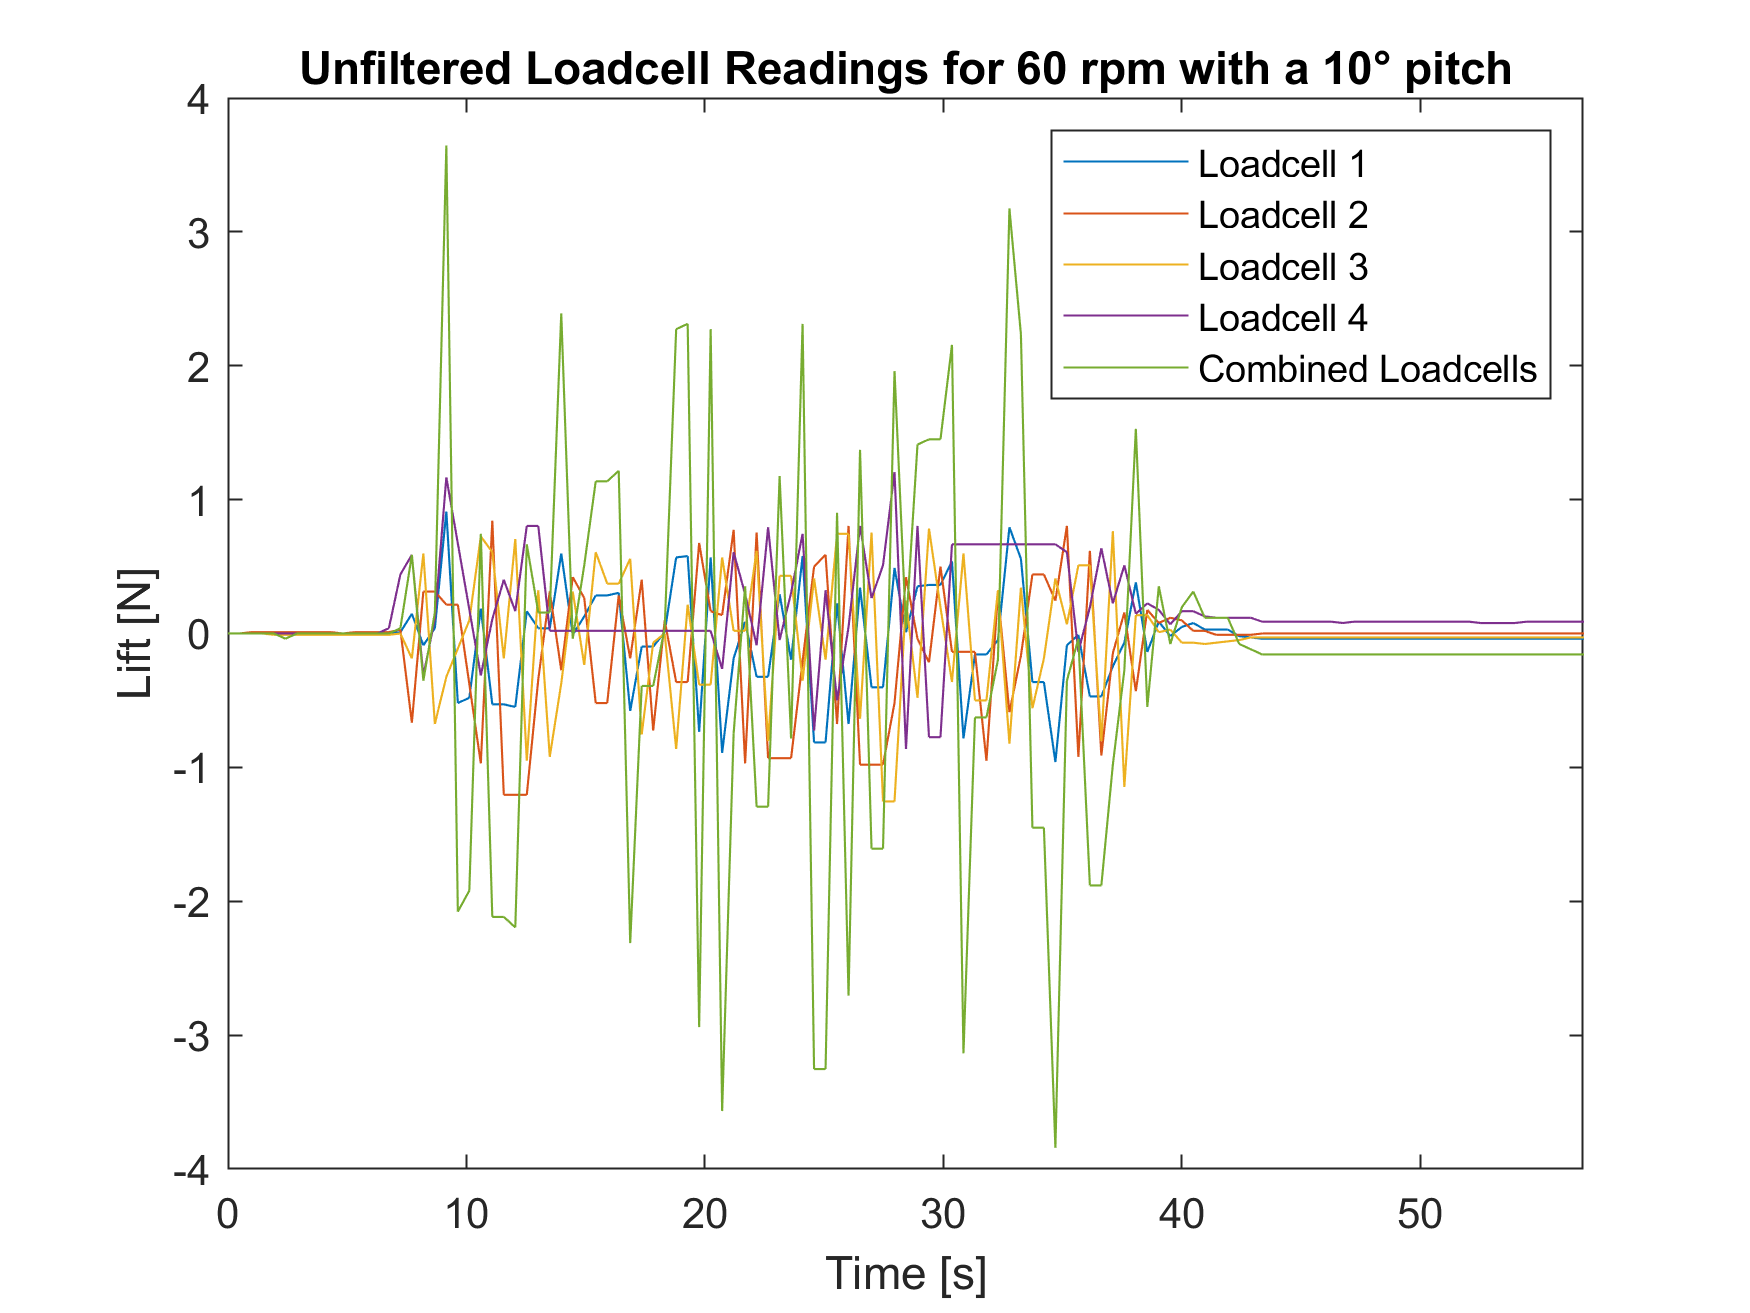 Unfiltered Loadcell Readings for 60 rpm with a 10° pitch
Loadcell 1
Loadcell 2
Loadcell 3
Loadcell 4
Combined Loadcells
4
3
2
1
0
-1
-2
-3
-4
Lift [N]
0 10 20 30 40 50
Time [s]